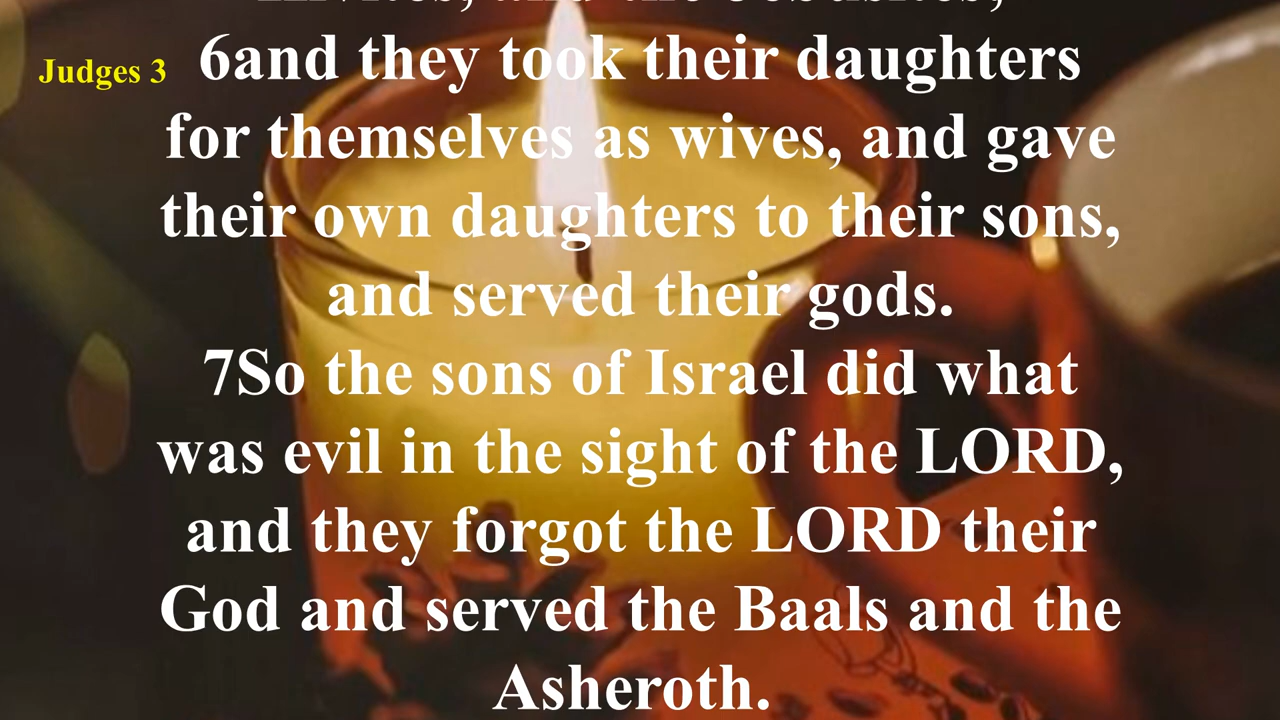 and the
Judges 3
6and they took their daughters
for themselves as wives, and gave
their own daughters to their sons,
and served their gods.
7So the sons of Israel did what
was evil in the sight of the LORD,
and they forgot the LORD their
God and served the Baals and the
Asheroth.